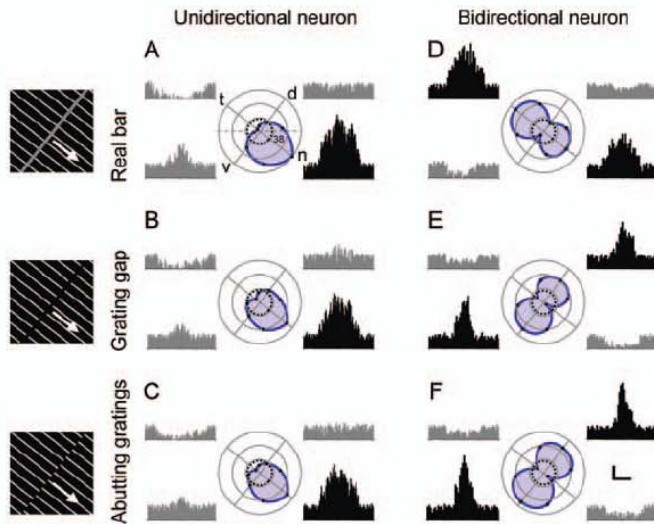 Unidirectional neuron
Bidirectional neuron
A
D
t
d
38
n
v
Real bar
B
E
Grating gap
C
F
Abutting gratings